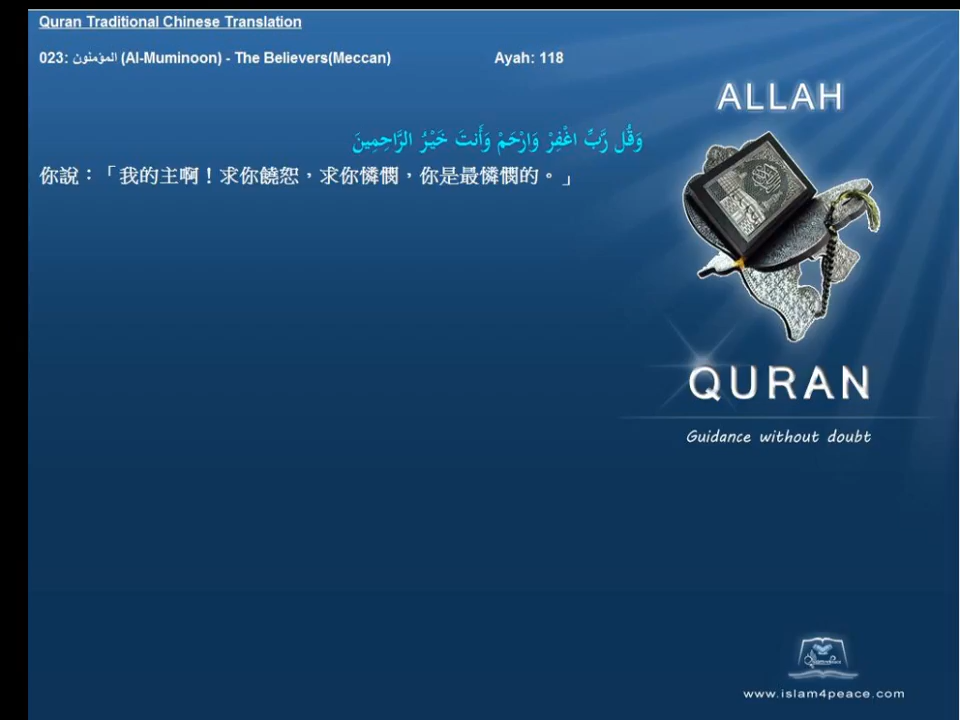 Quran Traditional Chinese Translation
023: المؤمنون (Al-Muminoon) - The Believers(Meccan) Ayah: 118
ALLAH
وَقُل رَّبِّ اغْفِرْ وَارْحَمْ وَأَنتَ خَيْرُ الرَّاحِمِينَ
你說：「我的主啊！求你饒恕，求你憐憫，你是最憐憫的。」
QURAN
Guidance without doubt
www.islam4peace.com